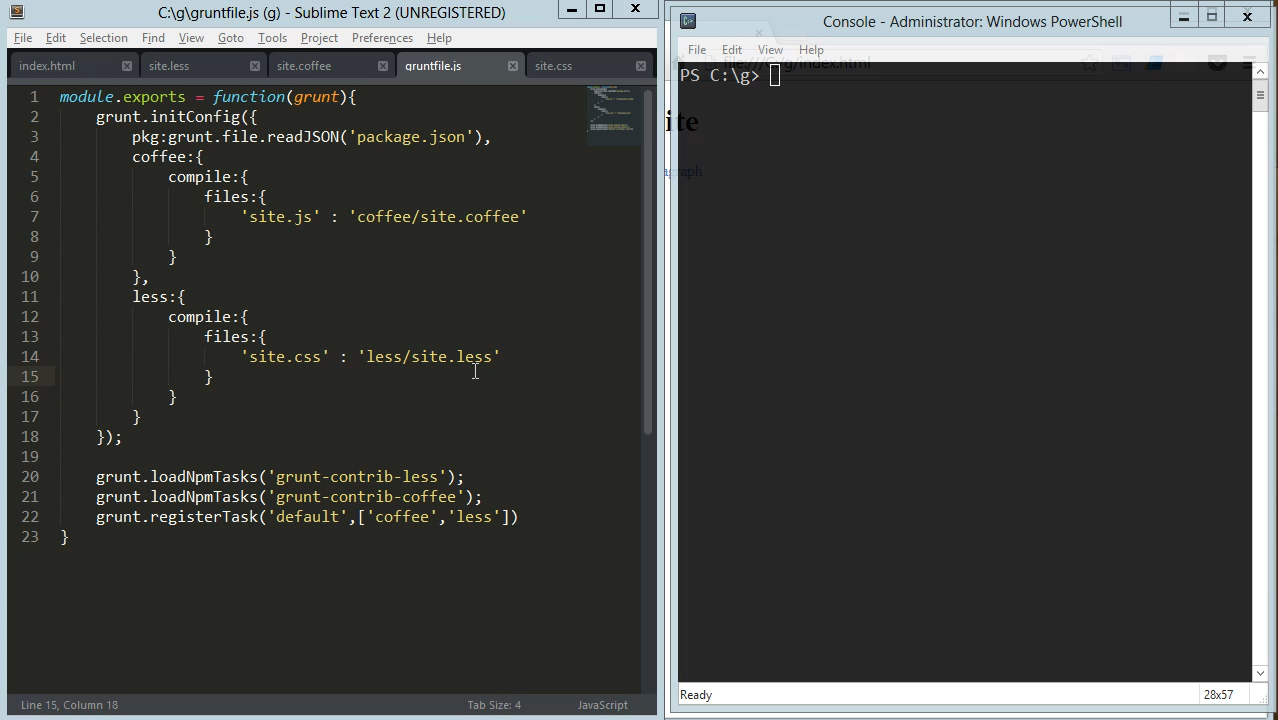 C:\g\gruntfile.js (g) - Sublime Text 2 (UNREGISTERED)
File Edit Selection Find View Goto Tools Project Preferences Help
index.html site.less site.coffee gruntfile.js site.css
1 module.exports = function(grunt){
2 grunt.initConfig({
3 pkg:grunt.file.readJSON('package.json'),
4 coffee:{
5 compile:{
6 files:{
7 'site.js' : 'coffee/site.coffee'
8 }
9 }
10 },
11 less:{
12 compile:{
13 files:{
14 'site.css' : 'less/site.less'
15 }
16 }
17 }
18 });
19
20 grunt.loadNpmTasks('grunt-contrib-less');
21 grunt.loadNpmTasks('grunt-contrib-coffee');
22 grunt.registerTask('default',['coffee','less'])
23 }
Line 15, Column 18 Tab Size: 4 JavaScript
Console - Administrator: Windows PowerShell
File Edit View Help
file:///C:/g/index.html
PS C:\g>
ite
agraph
Ready 28x57